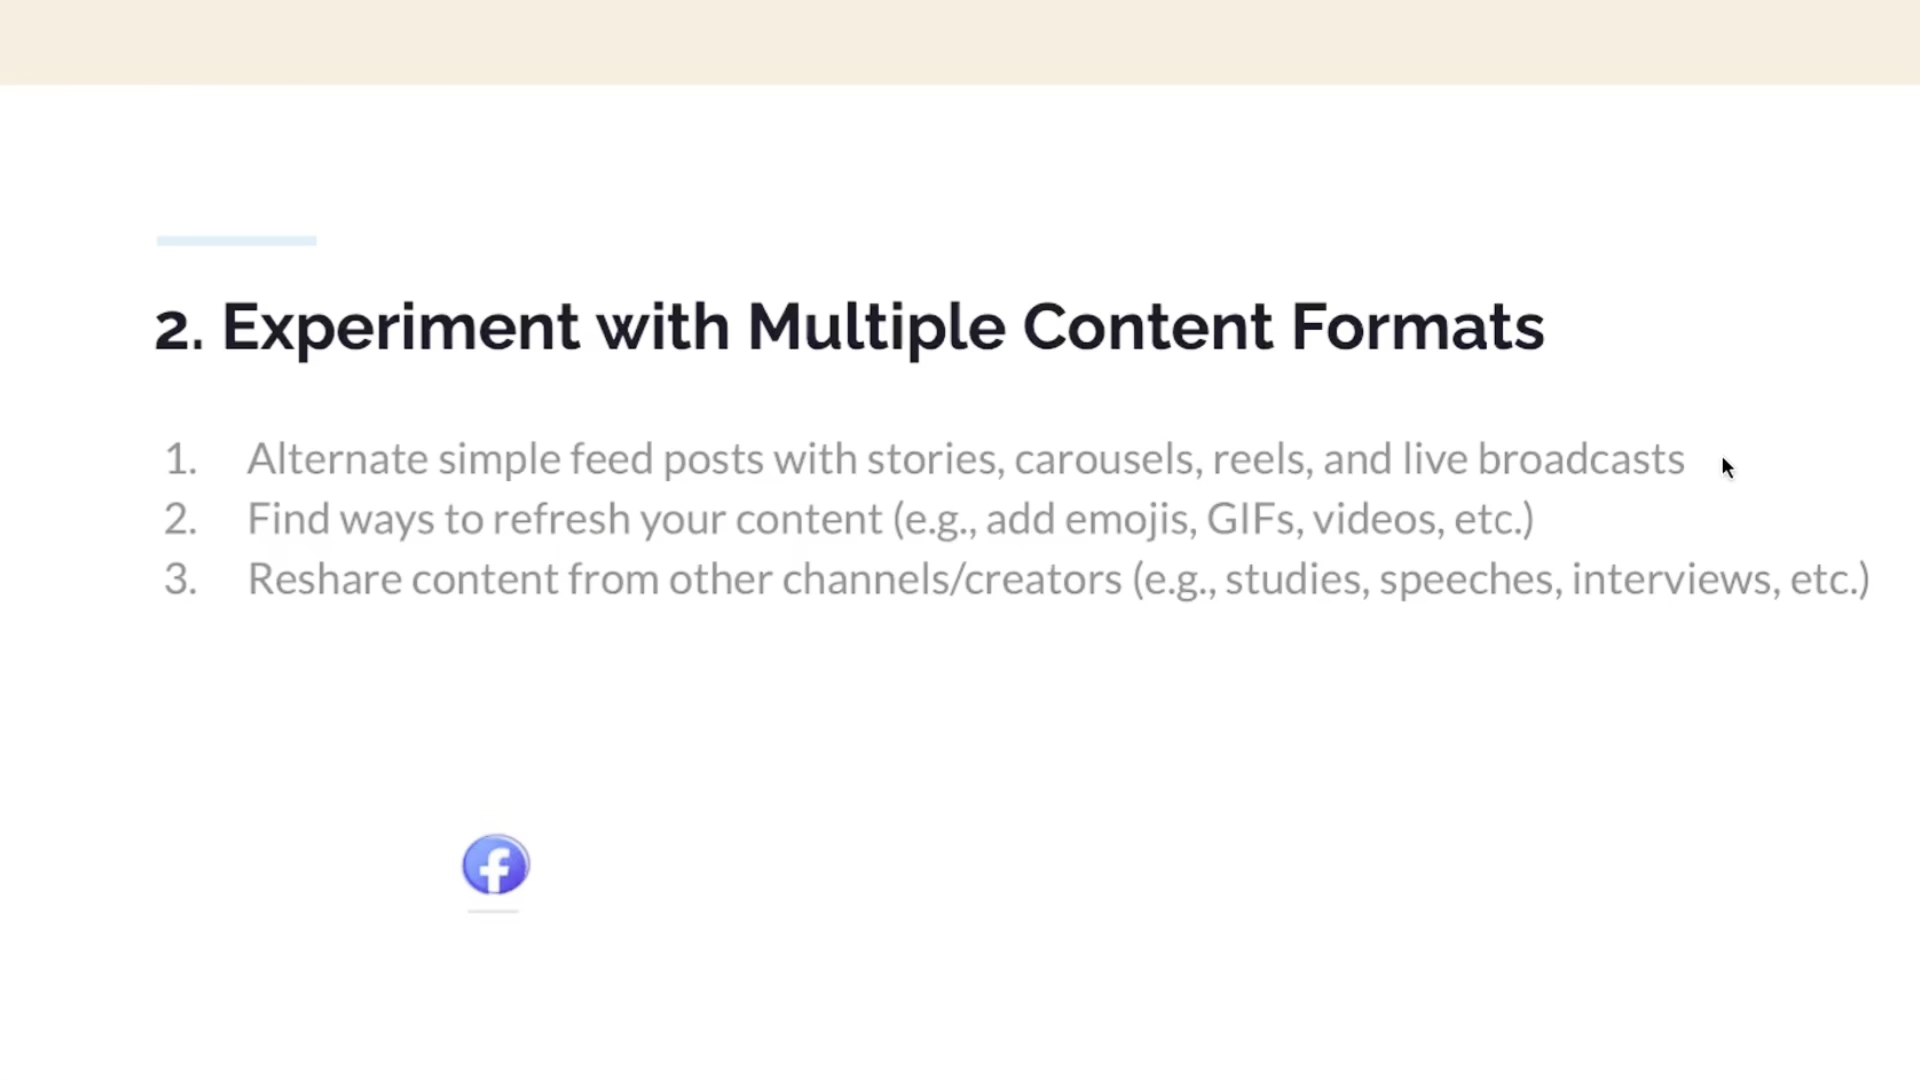 2. Experiment with Multiple Content Formats
1. Alternate simple feed posts with stories, carousels, reels, and live broadcasts
2. Find ways to refresh your content (e.g., add emojis, GIFs, videos, etc.)
3. Reshare content from other channels/creators (e.g., studies, speeches, interviews, etc.)
f